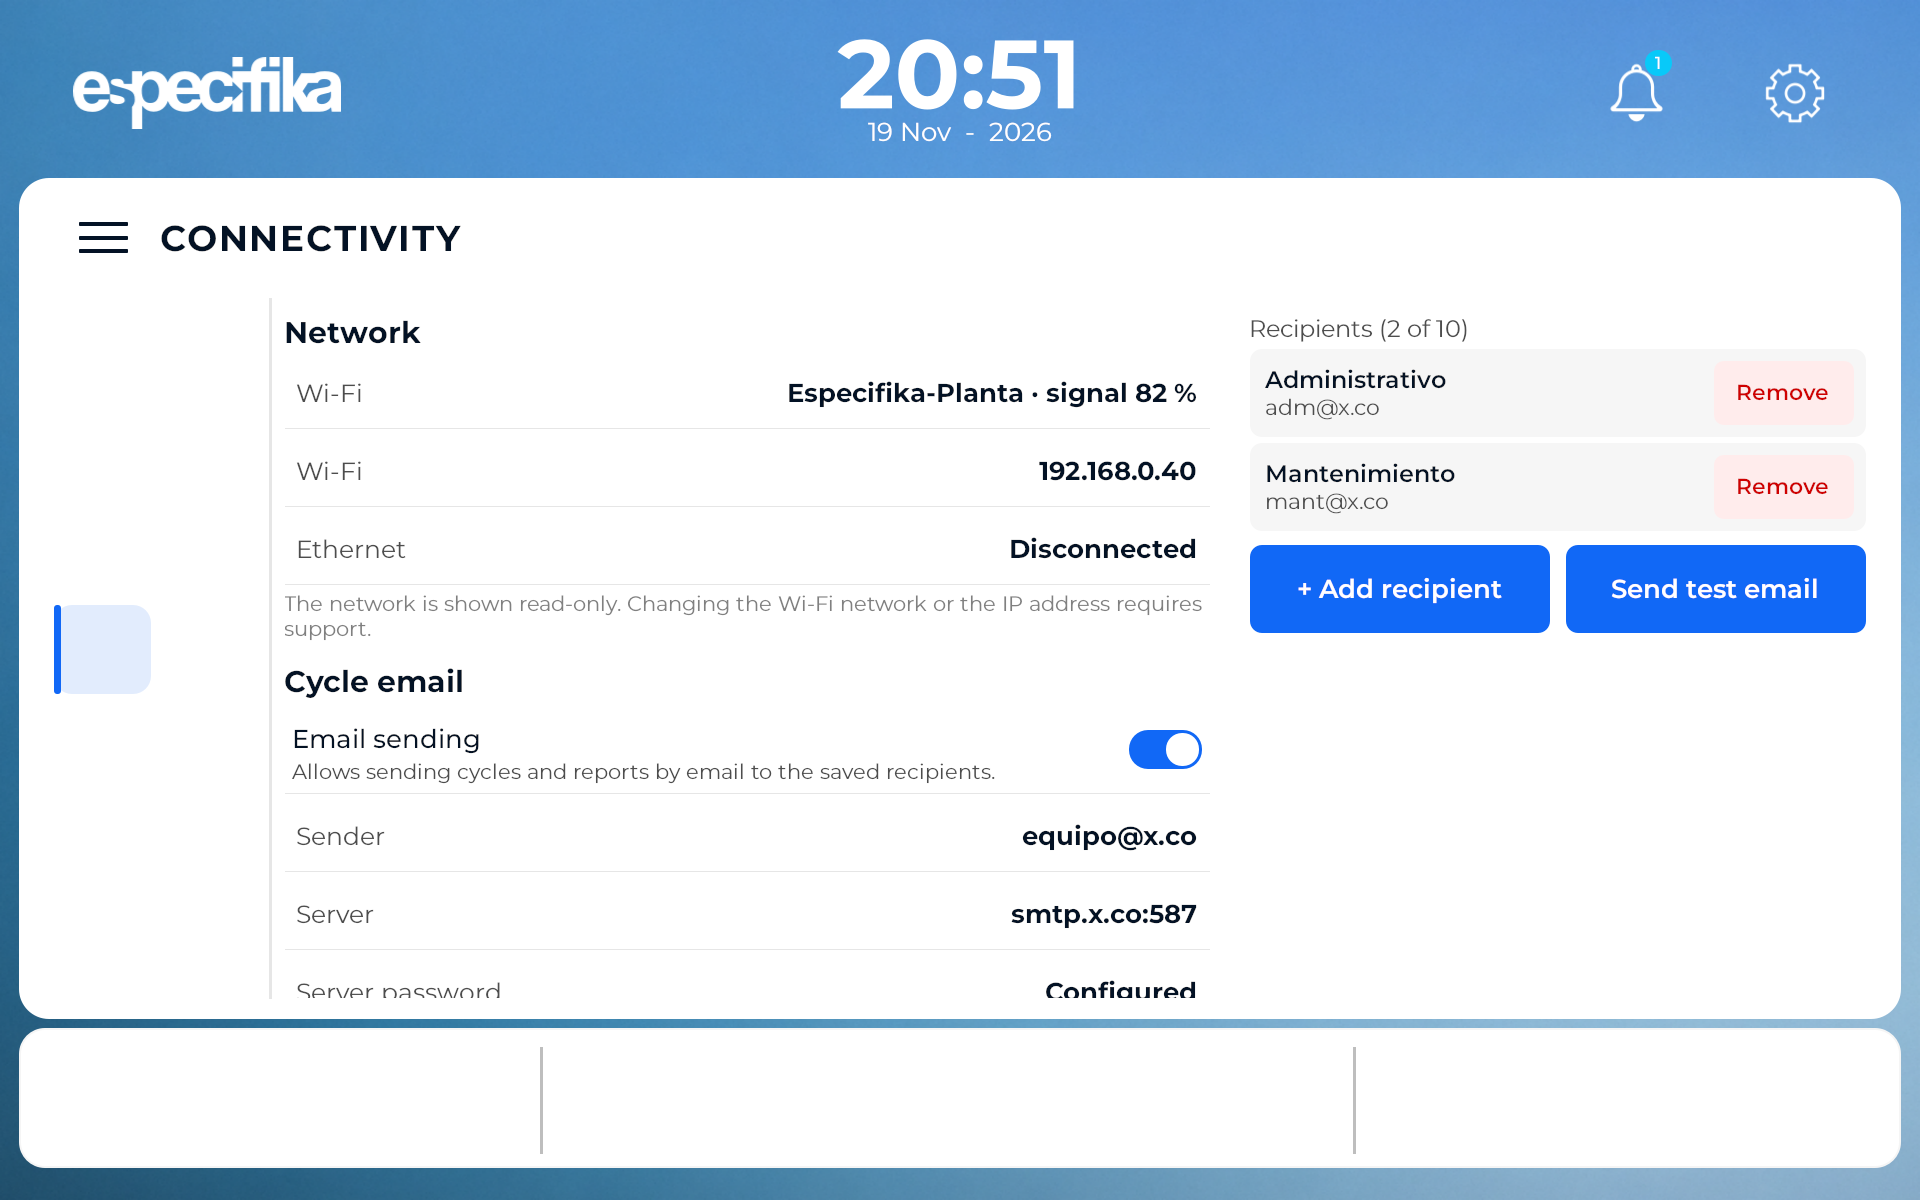 especifika
20:51
19 Nov - 2026
1
CONNECTIVITY
Network
Wi-Fi
Especifika-Planta · signal 82 %
Wi-Fi
192.168.0.40
Ethernet
Disconnected
The network is shown read-only. Changing the Wi-Fi network or the IP address requires
support.
Cycle email
Email sending
Allows sending cycles and reports by email to the saved recipients.
Sender
equipo@x.co
Server
smtp.x.co:587
Server password
Configured
Recipients (2 of 10)
Administrativo
adm@x.co
Remove
Mantenimiento
mant@x.co
Remove
+ Add recipient
Send test email